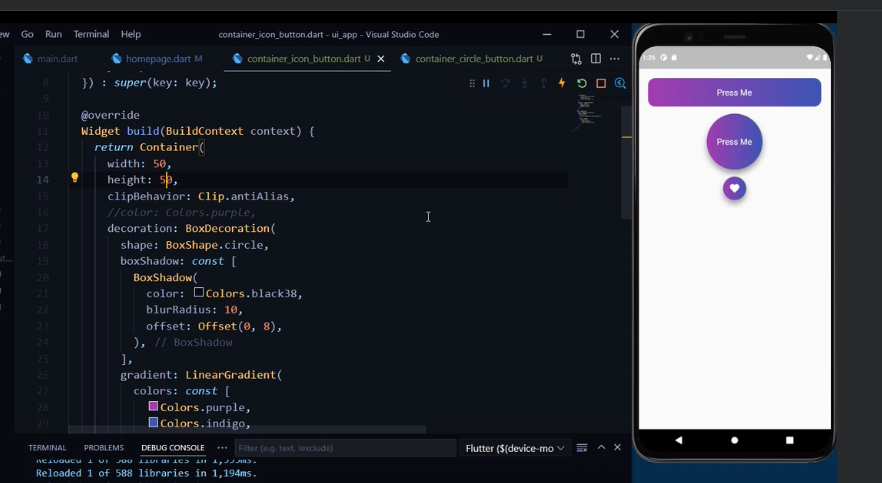 ew Go Run Terminal Help container_icon_button.dart - ui_app - Visual Studio Code
main.dart homepage.dart M container_icon_button.dart U container_circle_button.dart U
8 }) : super(key: key);
9
10 @override
11 Widget build(BuildContext context) {
12 return Container(
13 width: 50,
14 height: 50,
15 clipBehavior: Clip.antiAlias,
16 //color: Colors.purple,
17 decoration: BoxDecoration(
18 shape: BoxShape.circle,
19 boxShadow: const [
20 BoxShadow(
21 color: Colors.black38,
22 blurRadius: 10,
23 offset: Offset(0, 8),
24 ), // BoxShadow
25 ],
26 gradient: LinearGradient(
27 colors: const [
28 Colors.purple,
29 Colors.indigo,
TERMINAL PROBLEMS DEBUG CONSOLE ... Filter (e.g. text, !exclude) Flutter (${device-mo
Reloaded 1 of 588 libraries in
Reloaded 1 of 588 libraries in 1,194ms.
Press Me
Press Me